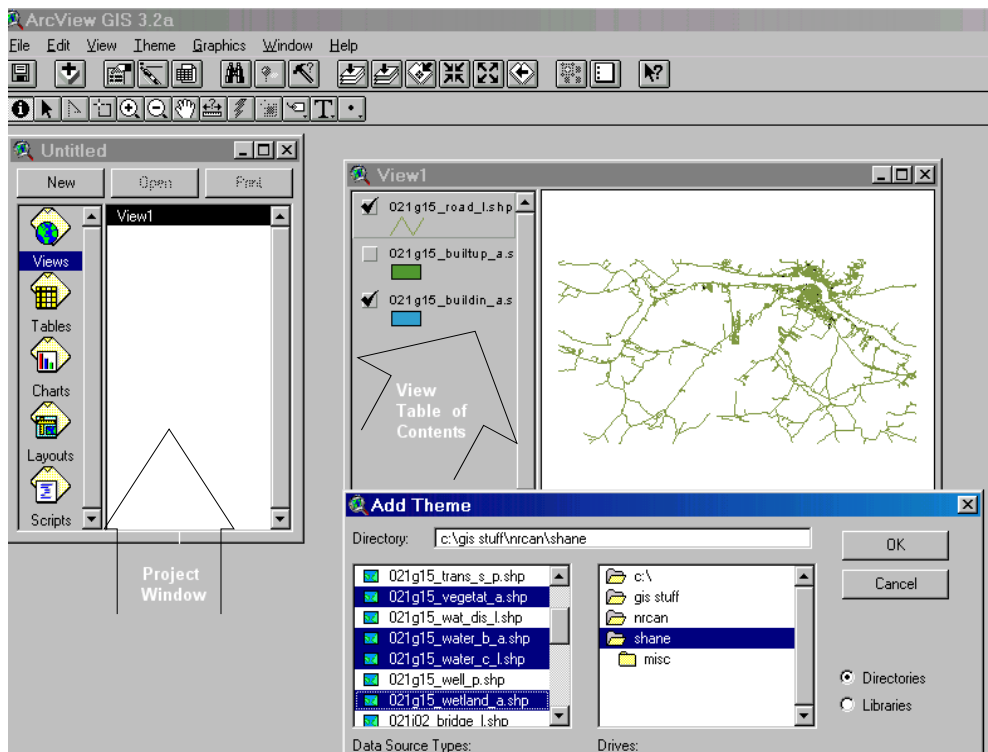 ArcView GIS 3.2a
File Edit View Theme Graphics Window Help
Untitled
New Open Print
View1
Views
Tables
Charts
Layouts
Scripts
Project
Window
View1
021g15_road_l.shp
021g15_builtup_a.s
021g15_buildin_a.s
View
Table of
Contents
Add Theme
Directory: c:\gis stuff\nrcan\shane
OK
Cancel
021g15_trans_s_p.shp
021g15_vegetat_a.shp
021g15_wat_dis_l.shp
021g15_water_b_a.shp
021g15_water_c_l.shp
021g15_well_p.shp
021g15_wetland_a.shp
021j02_bridge_l.shp
c:\
gis stuff
nrcan
shane
misc
Directories
Libraries
Data Source Types: Drives: